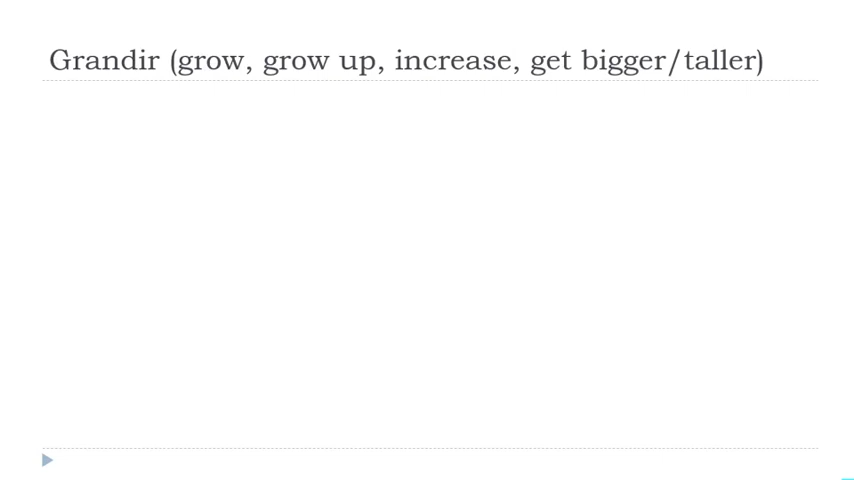 Grandir (grow, grow up, increase, get bigger/taller)